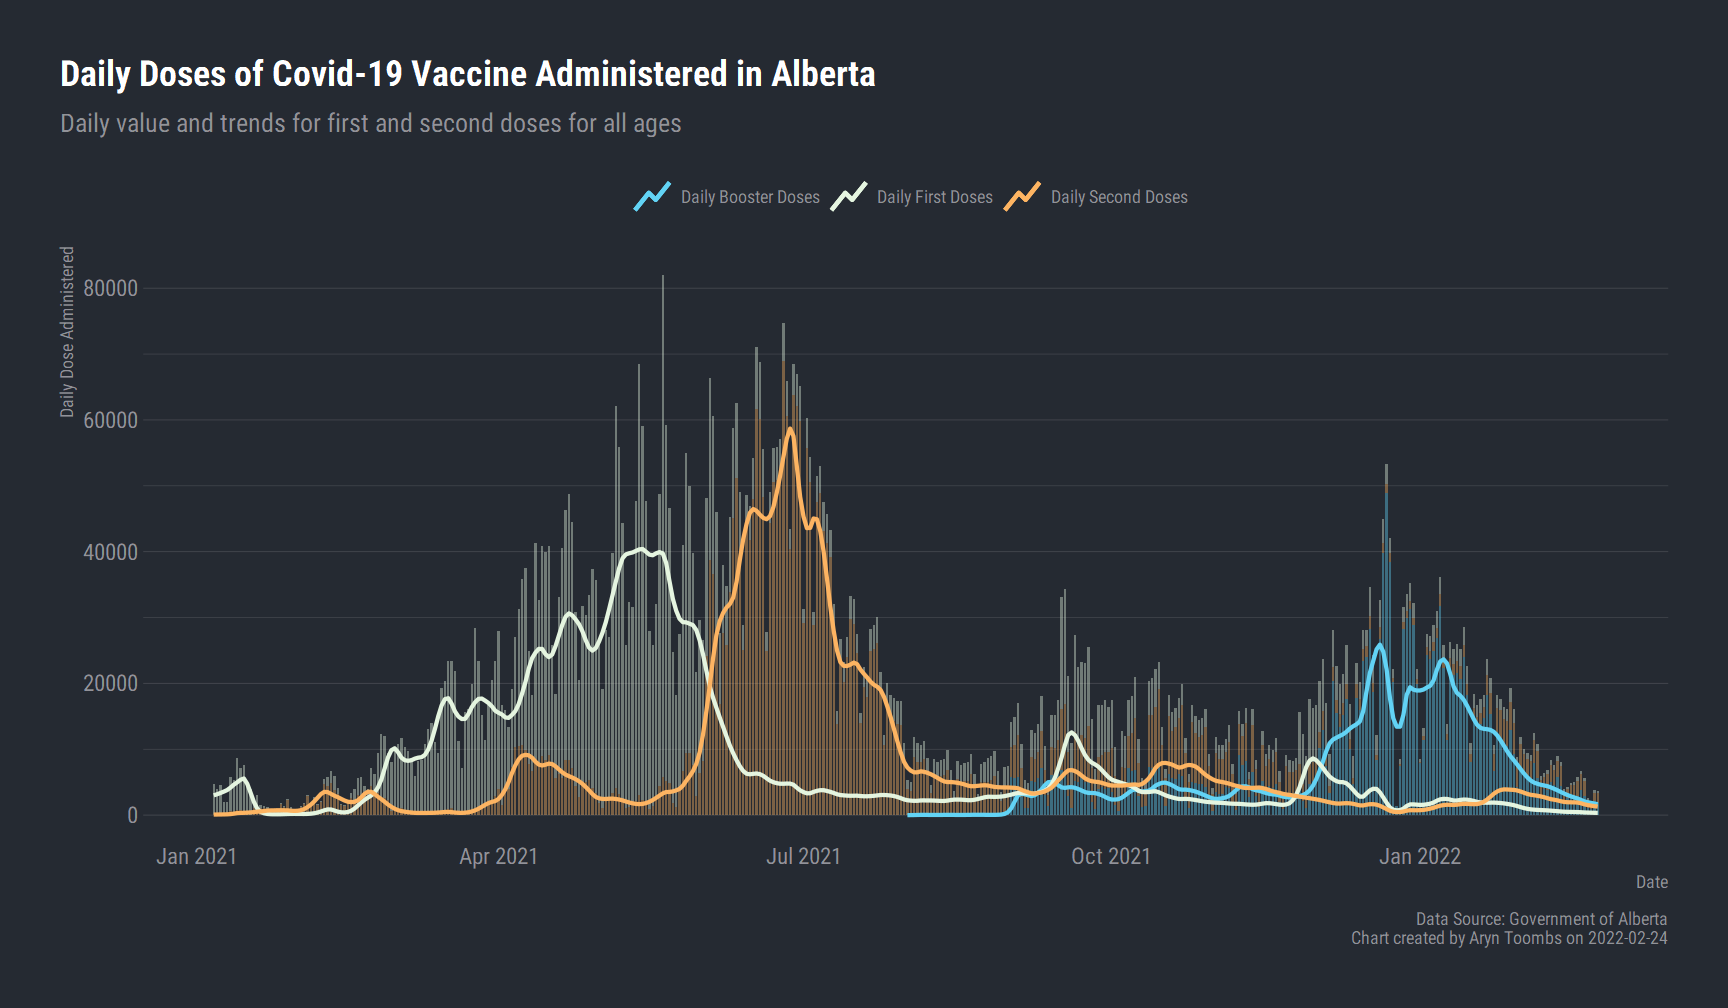 Daily Doses of Covid-19 Vaccine Administered in Alberta
Daily value and trends for first and second doses for all ages
Daily Booster Doses
Daily First Doses
Daily Second Doses
Daily Dose Administered
80000
60000
40000
20000
0
Jan 2021
Apr 2021
Jul 2021
Oct 2021
Jan 2022
Date
Data Source: Government of Alberta
Chart created by Aryn Toombs on 2022-02-24